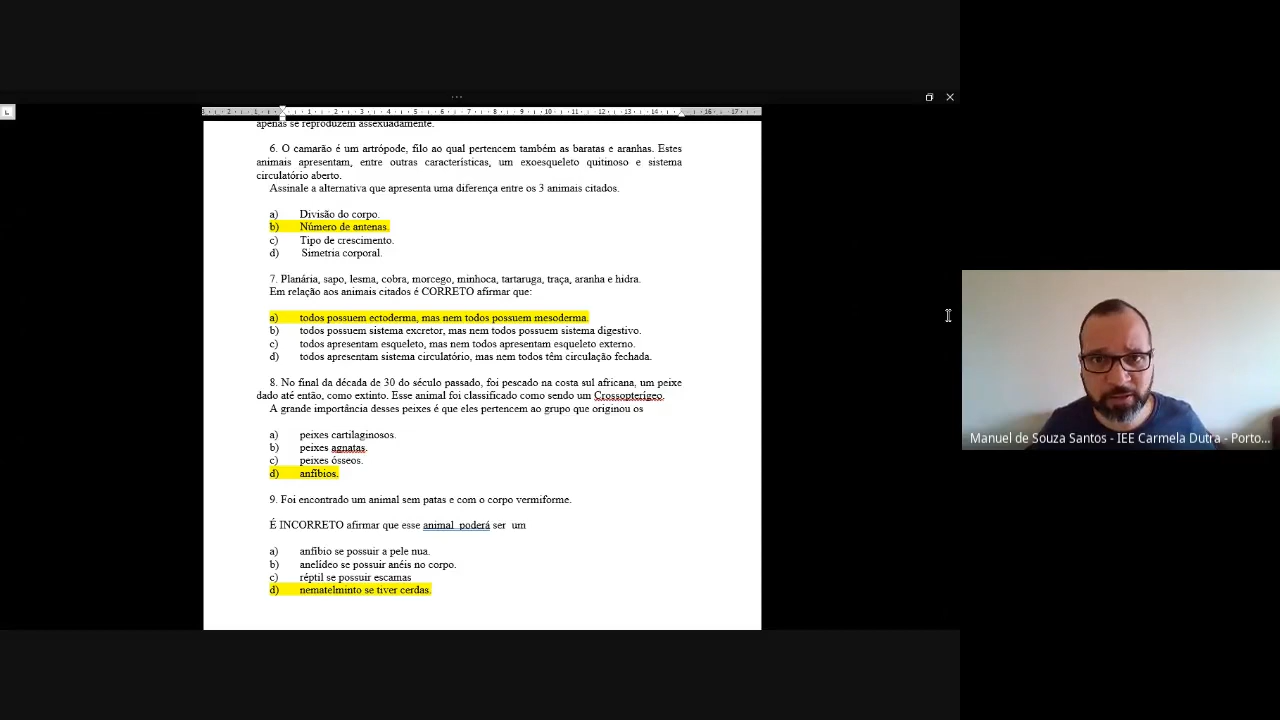 apenas se reproduzem assexuadamente.
6. O camarão é um artrópode, filo ao qual pertencem também as baratas e aranhas. Estes
animais apresentam, entre outras características, um exoesqueleto quitinoso e sistema
circulatório aberto.
Assinale a alternativa que apresenta uma diferença entre os 3 animais citados.
a) Divisão do corpo.
b) Número de antenas.
c) Tipo de crescimento.
d) Simetria corporal.
7. Planária, sapo, lesma, cobra, morcego, minhoca, tartaruga, traça, aranha e hidra.
Em relação aos animais citados é CORRETO afirmar que:
a) todos possuem ectoderma, mas nem todos possuem mesoderma.
b) todos possuem sistema excretor, mas nem todos possuem sistema digestivo.
c) todos apresentam esqueleto, mas nem todos apresentam esqueleto externo.
d) todos apresentam sistema circulatório, mas nem todos têm circulação fechada.
8. No final da década de 30 do século passado, foi pescado na costa sul africana, um peixe
dado até então, como extinto. Esse animal foi classificado como sendo um Crossopterigeo.
A grande importância desses peixes é que eles pertencem ao grupo que originou os
a) peixes cartilaginosos.
b) peixes agnatas.
c) peixes ósseos.
d) anfíbios.
9. Foi encontrado um animal sem patas e com o corpo vermiforme.
É INCORRETO afirmar que esse animal poderá ser um
a) anfíbio se possuir a pele nua.
b) anelídeo se possuir anéis no corpo.
c) réptil se possuir escamas
d) nematelminto se tiver cerdas.
Manuel de Souza Santos - IEE Carmela Dutra - Porto...